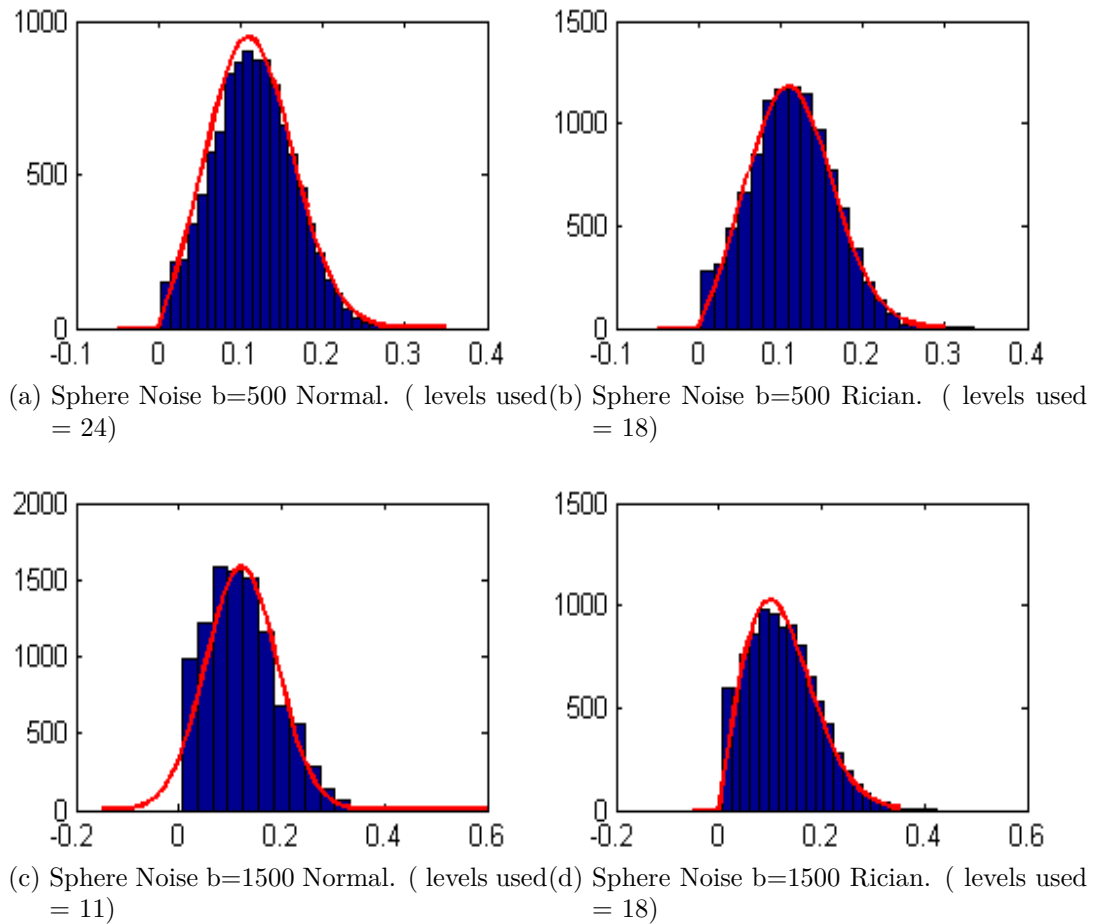 1000
500
0
-0.1 0 0.1 0.2 0.3 0.4
1500
1000
500
0
-0.1 0 0.1 0.2 0.3 0.4
(a) Sphere Noise b=500 Normal. ( levels used
= 24)
(b) Sphere Noise b=500 Rician. ( levels used
= 18)
2000
1500
1000
500
0
-0.2 0 0.2 0.4 0.6
1500
1000
500
0
-0.2 0 0.2 0.4 0.6
(c) Sphere Noise b=1500 Normal. ( levels used
= 11)
(d) Sphere Noise b=1500 Rician. ( levels used
= 18)